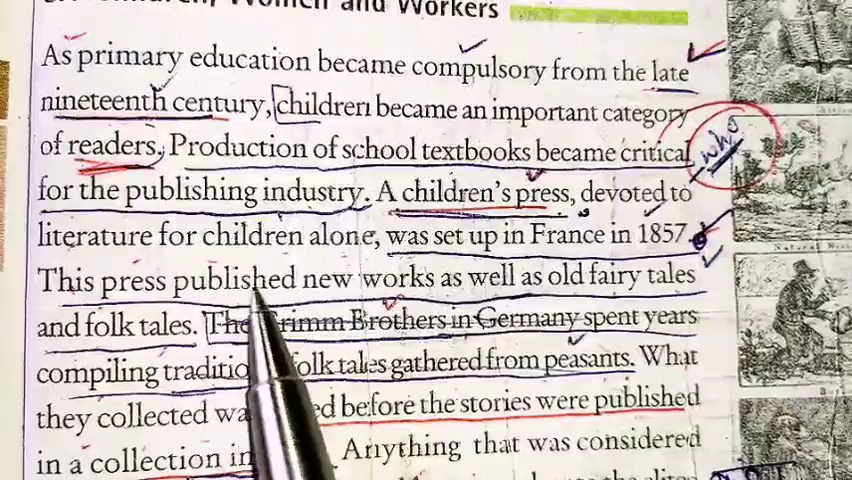 Children, Women and Workers
As primary education became compulsory from the late
nineteenth century, children became an important category
of readers. Production of school textbooks became critical
who
for the publishing industry. A children's press, devoted to
literature for children alone, was set up in France in 1857.
This press published new works as well as old fairy tales
and folk tales. The Grimm Brothers in Germany spent years
compiling folk tales gathered from peasants. What
they collected before the stories were published
in a collection in Anything that was considered